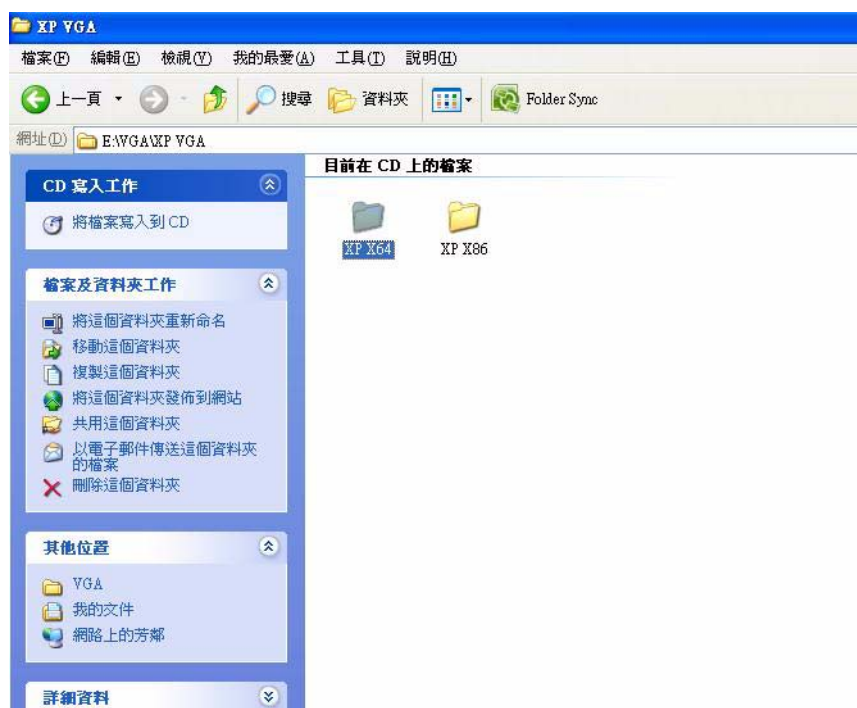 XP VGA
檔案(F) 編輯(E) 檢視(V) 我的最愛(A) 工具(T) 說明(H)
上一頁 搜尋 資料夾 Folder Sync
網址(D) E:\VGA\XP VGA
CD 寫入工作
將檔案寫入到 CD
檔案及資料夾工作
將這個資料夾重新命名
移動這個資料夾
複製這個資料夾
將這個資料夾發佈到網站
共用這個資料夾
以電子郵件傳送這個資料夾
的檔案
刪除這個資料夾
其他位置
VGA
我的文件
網路上的芳鄰
詳細資料
目前在 CD 上的檔案
XP X64 XP X86